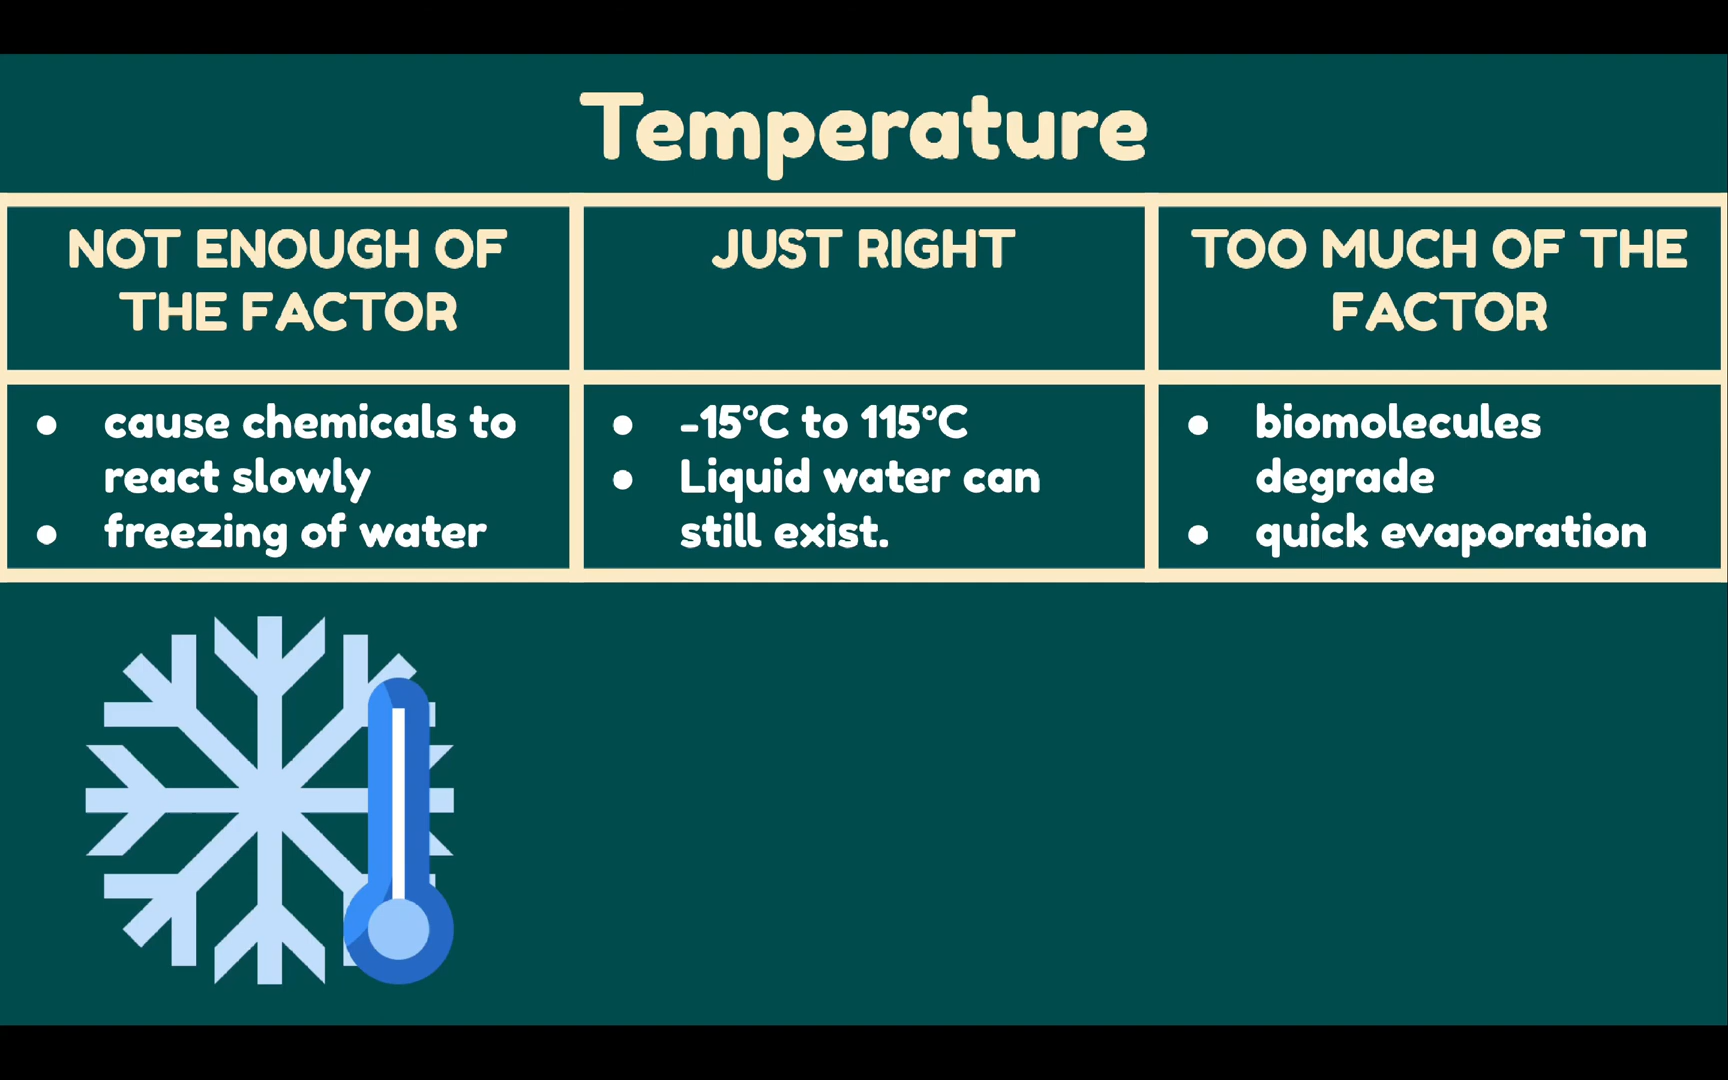 Temperature
NOT ENOUGH OF
THE FACTOR
JUST RIGHT
TOO MUCH OF THE
FACTOR
● cause chemicals to
react slowly
● freezing of water
● -15°C to 115°C
● Liquid water can
still exist.
● biomolecules
degrade
● quick evaporation